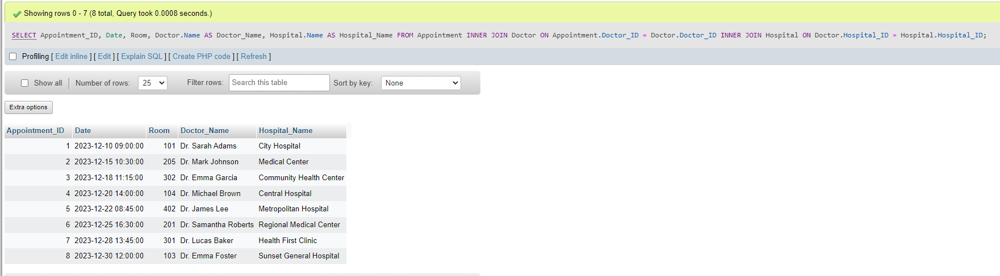 Showing rows 0 - 7 (8 total, Query took 0.0008 seconds.)
SELECT Appointment_ID, Date, Room, Doctor.Name AS Doctor_Name, Hospital.Name AS Hospital_Name FROM Appointment INNER JOIN Doctor ON Appointment.Doctor_ID = Doctor.Doctor_ID INNER JOIN Hospital ON Doctor.Hospital_ID = Hospital.Hospital_ID;
Profiling [ Edit inline ] [ Edit ] [ Explain SQL ] [ Create PHP code ] [ Refresh ]
Show all Number of rows: 25 Filter rows: Search this table Sort by key: None
Extra options
Appointment_ID Date Room Doctor_Name Hospital_Name
1 2023-12-10 09:00:00 101 Dr. Sarah Adams City Hospital
2 2023-12-15 10:30:00 205 Dr. Mark Johnson Medical Center
3 2023-12-18 11:15:00 302 Dr. Emma Garcia Community Health Center
4 2023-12-20 14:00:00 104 Dr. Michael Brown Central Hospital
5 2023-12-22 08:45:00 402 Dr. James Lee Metropolitan Hospital
6 2023-12-25 16:30:00 201 Dr. Samantha Roberts Regional Medical Center
7 2023-12-28 13:45:00 301 Dr. Lucas Baker Health First Clinic
8 2023-12-30 12:00:00 103 Dr. Emma Foster Sunset General Hospital